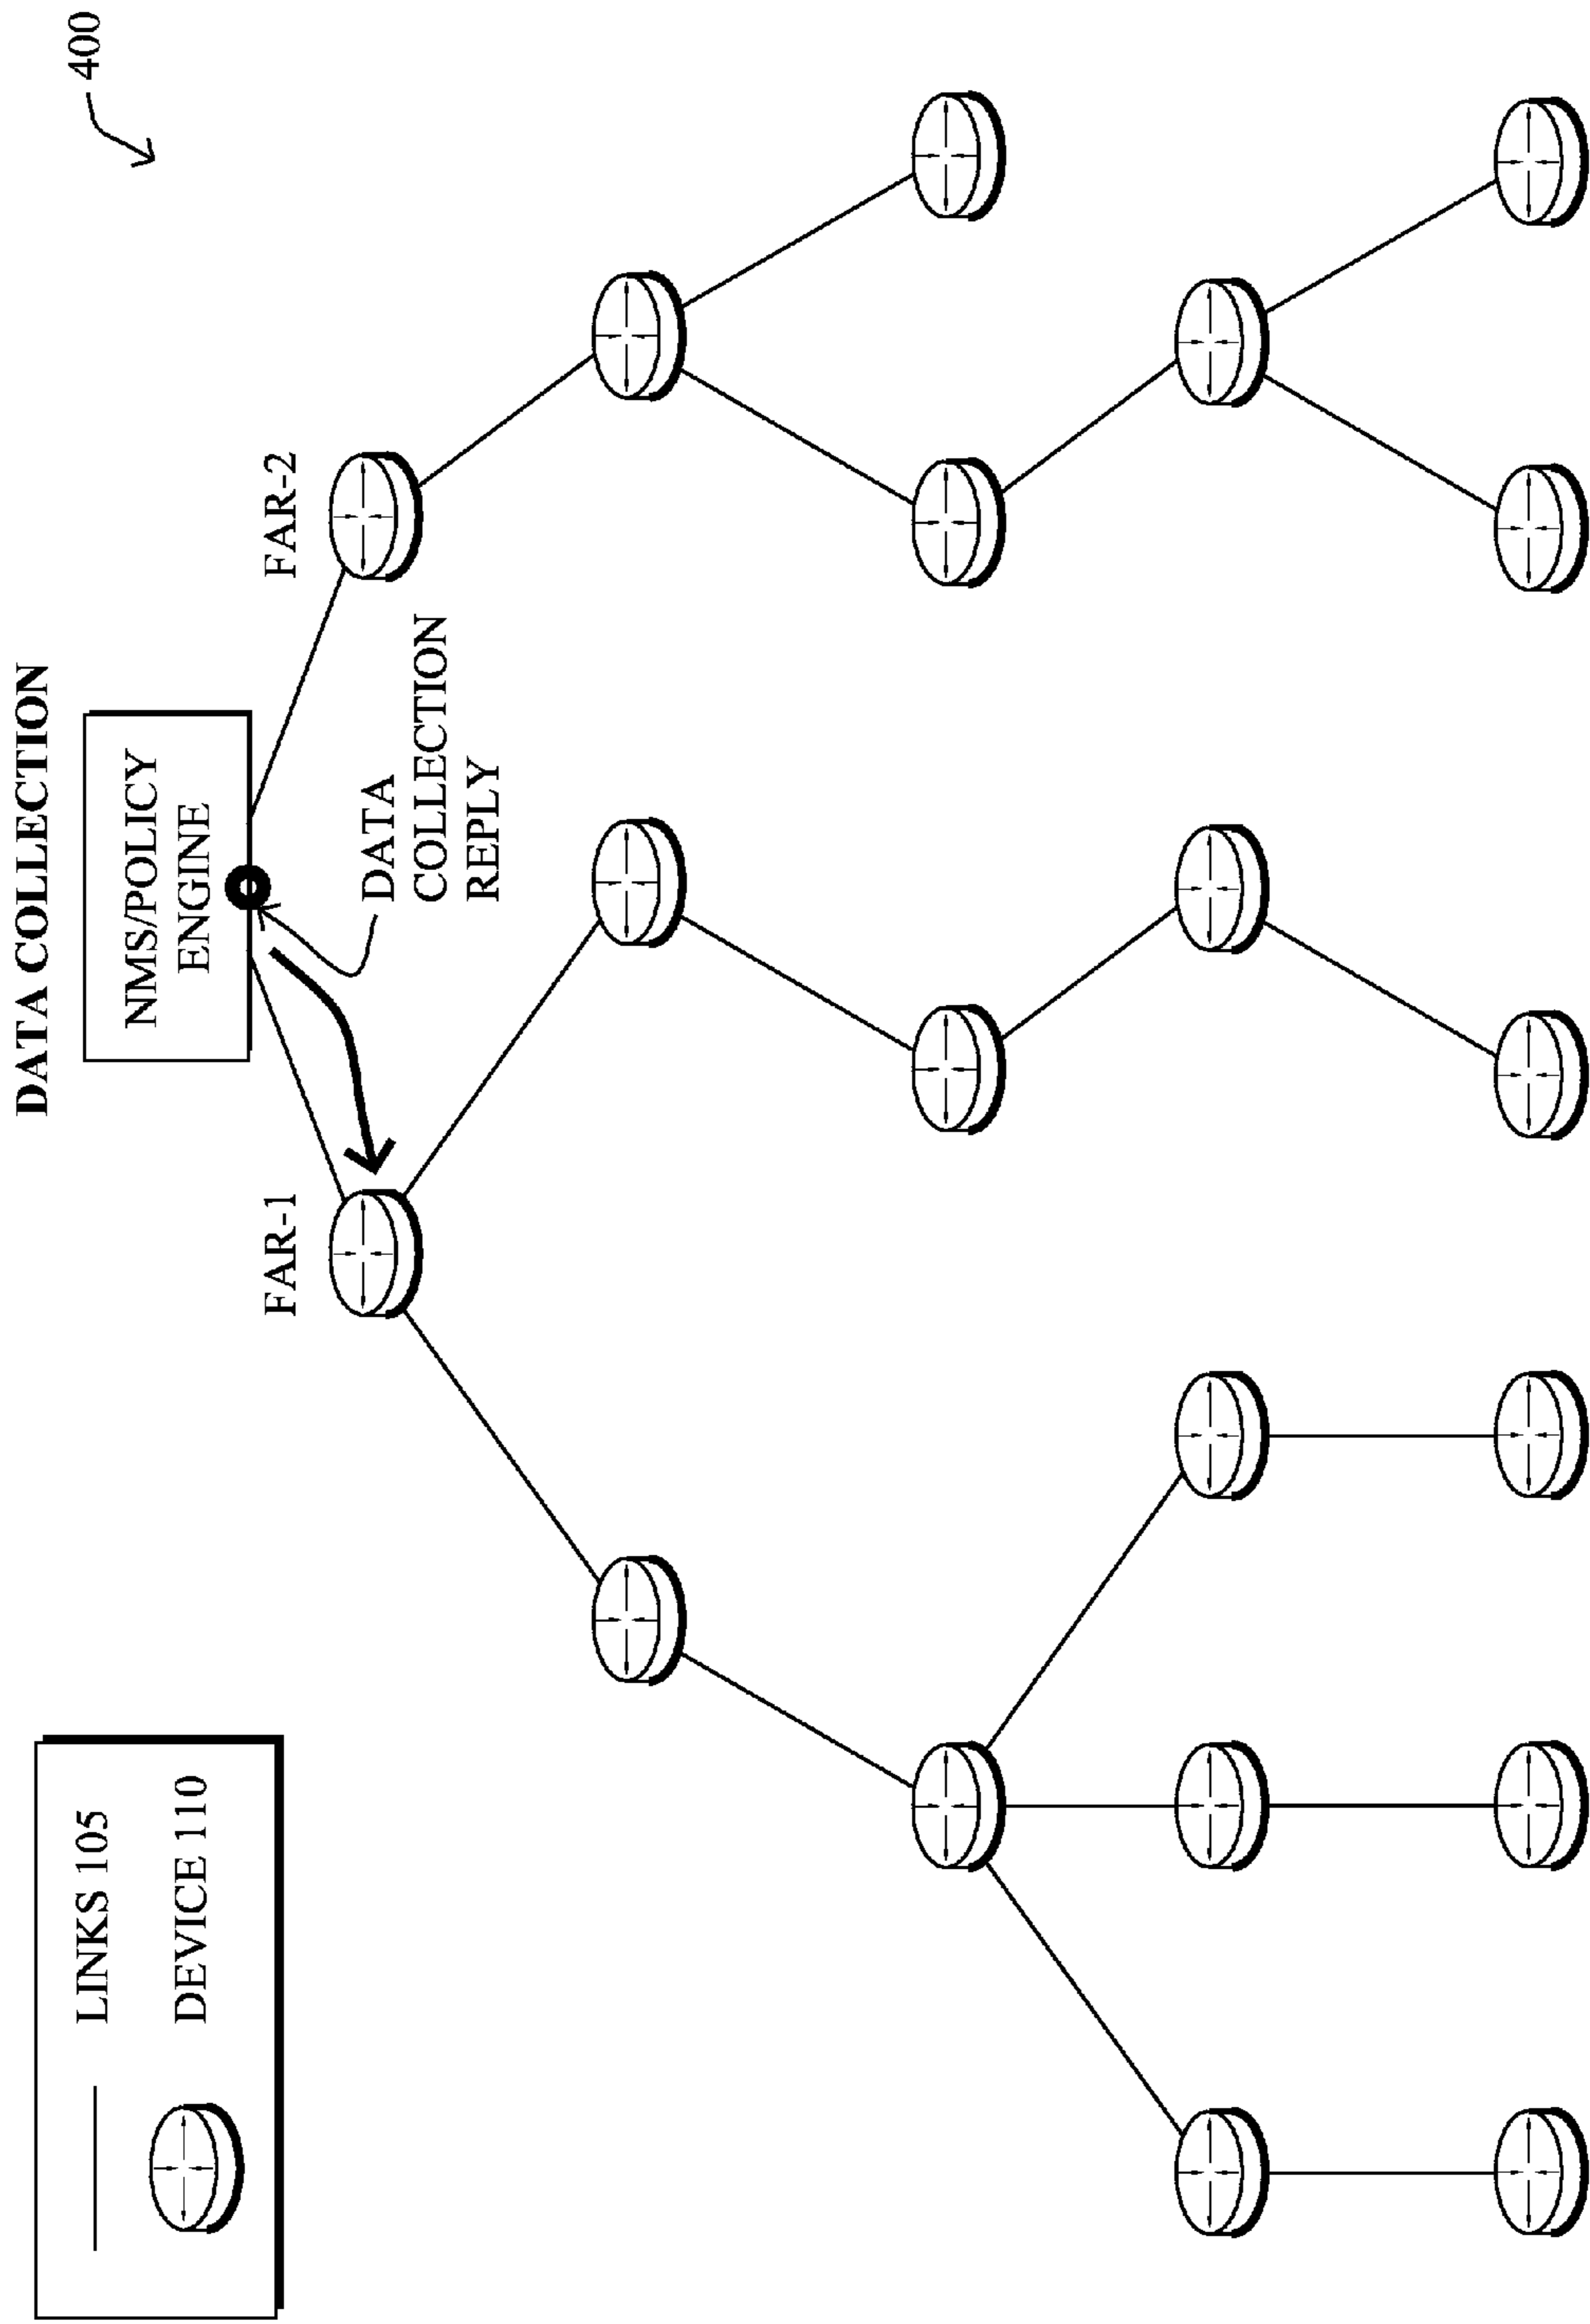 LINKS 105
DEVICE 110
DATA COLLECTION
NMS/POLICY
ENGINE
400
FAR-1
FAR-2
DATA
COLLECTION
REPLY